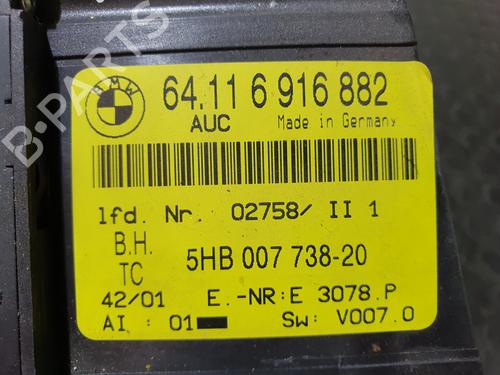 BMW
64.11 6 916 882
AUC Made in Germany
lfd. Nr. 02758/ II 1
B.H.
5HB 007 738-20
TC
42/01 E.-NR:E 3078.P
AI : 01 Sw: V007.0
B-PARTS